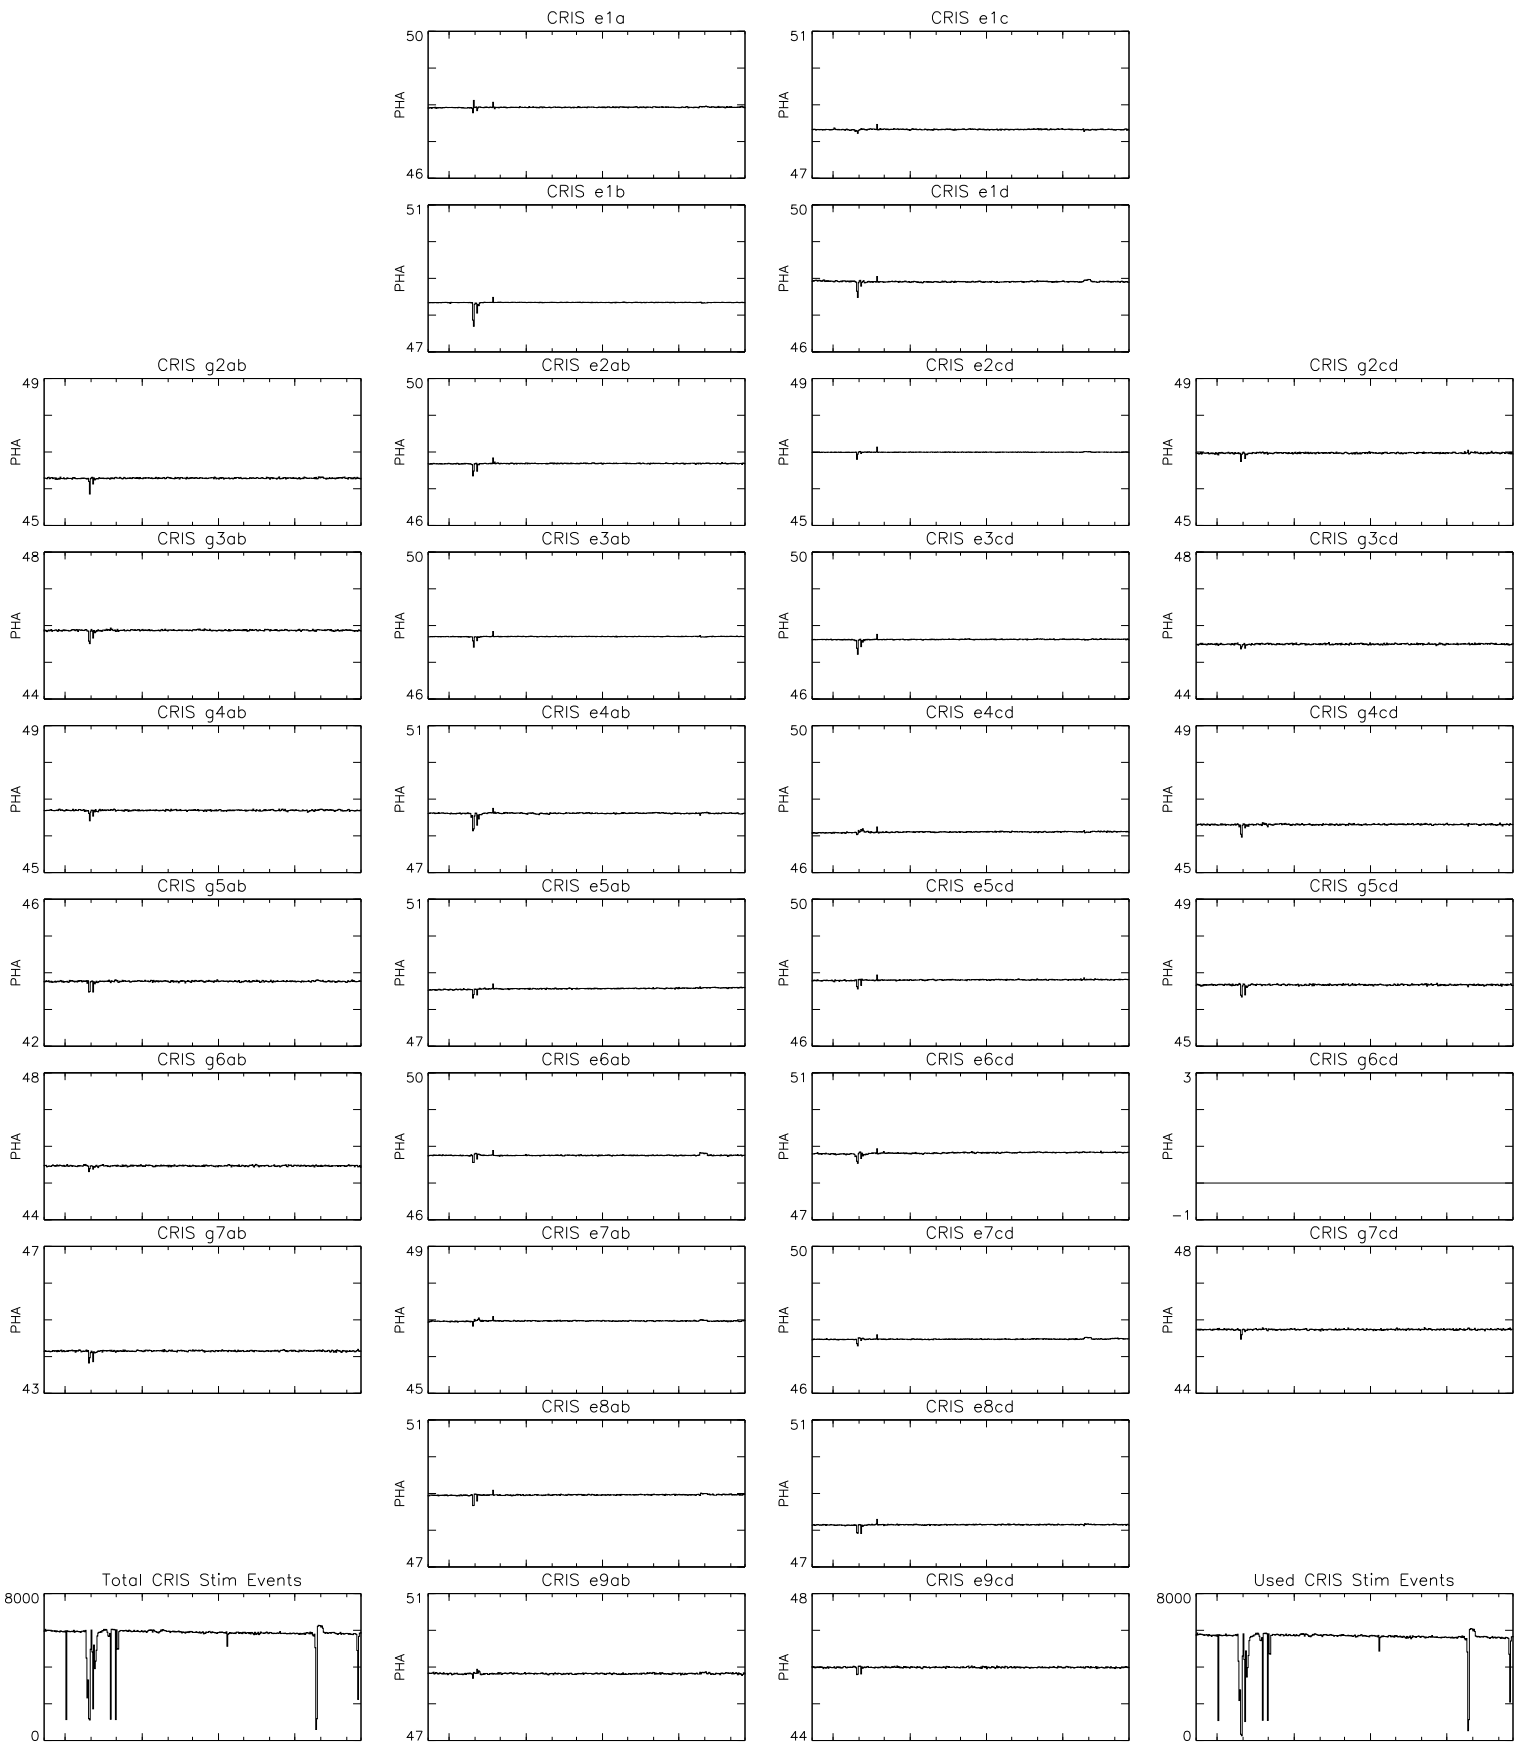 CRIS e1a
CRIS e1c
50
PHA
46
51
PHA
47
CRIS e1b
CRIS e1d
51
PHA
47
50
PHA
46
CRIS g2ab
CRIS e2ab
CRIS e2cd
CRIS g2cd
49
PHA
45
50
PHA
46
49
PHA
45
49
PHA
45
CRIS g3ab
CRIS e3ab
CRIS e3cd
CRIS g3cd
48
PHA
44
50
PHA
46
50
PHA
46
48
PHA
44
CRIS g4ab
CRIS e4ab
CRIS e4cd
CRIS g4cd
49
PHA
45
51
PHA
47
50
PHA
46
49
PHA
45
CRIS g5ab
CRIS e5ab
CRIS e5cd
CRIS g5cd
46
PHA
42
51
PHA
47
50
PHA
46
49
PHA
45
CRIS g6ab
CRIS e6ab
CRIS e6cd
CRIS g6cd
48
PHA
44
50
PHA
46
51
PHA
47
3
PHA
-1
CRIS g7ab
CRIS e7ab
CRIS e7cd
CRIS g7cd
47
PHA
43
49
PHA
45
50
PHA
46
48
PHA
44
CRIS e8ab
CRIS e8cd
51
PHA
47
51
PHA
47
Total CRIS Stim Events
CRIS e9ab
CRIS e9cd
Used CRIS Stim Events
8000
0
51
PHA
47
48
PHA
44
8000
0